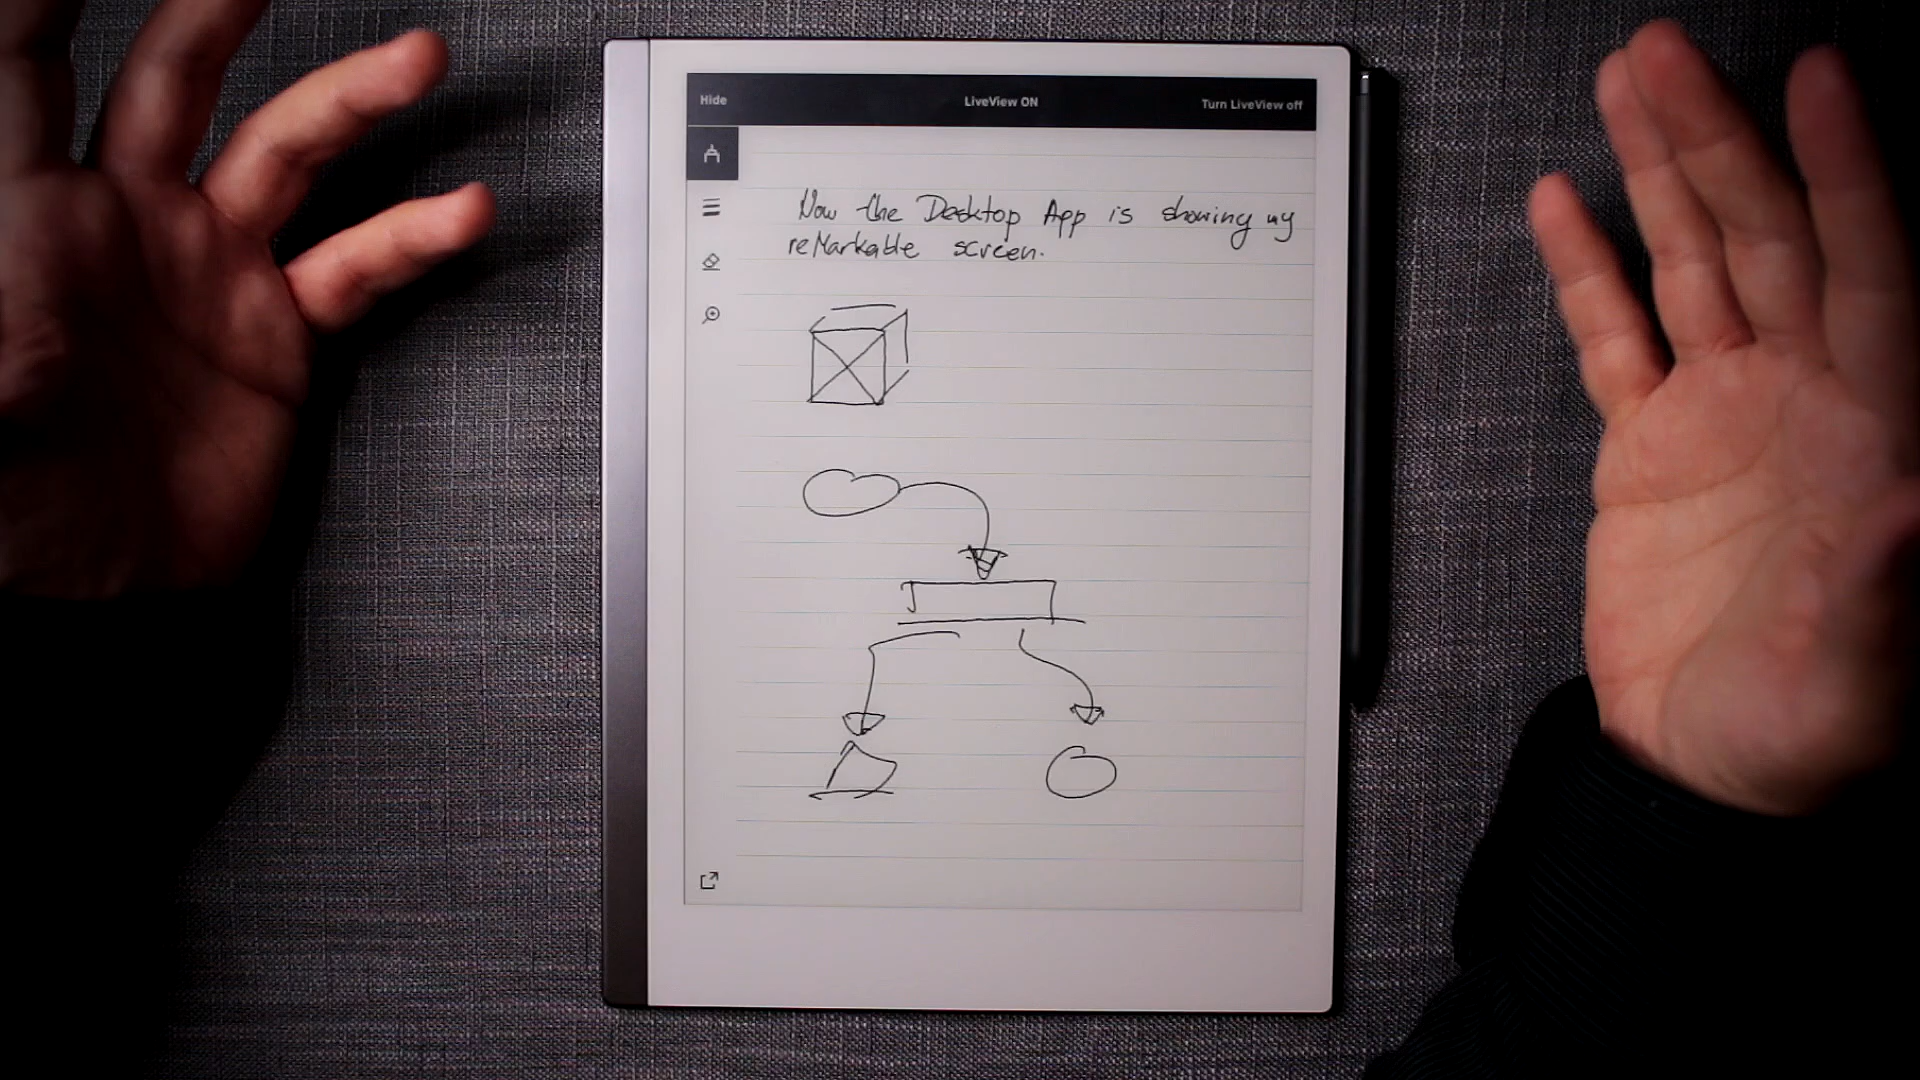 Hide LiveView ON Turn LiveView off
Now the Desktop App is showing my
reMarkable screen.